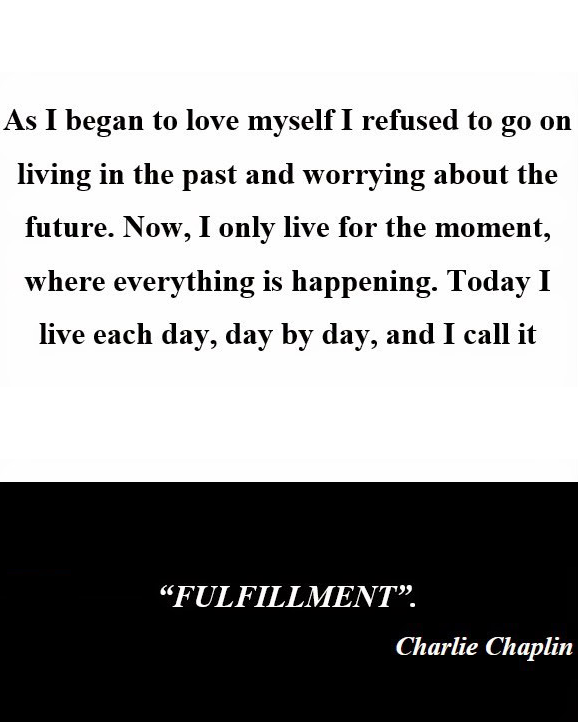 As I began to love myself I refused to go on
living in the past and worrying about the
future. Now, I only live for the moment,
where everything is happening. Today I
live each day, day by day, and I call it
“FULFILLMENT”.
Charlie Chaplin